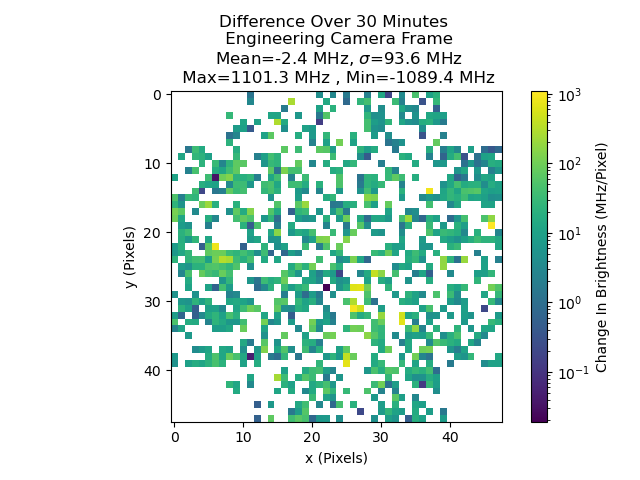 Difference Over 30 Minutes
Engineering Camera Frame
Mean=-2.4 MHz, σ=93.6 MHz
Max=1101.3 MHz , Min=-1089.4 MHz
0
10
20
30
40
y (Pixels)
0 10 20 30 40
x (Pixels)
10³
10²
10¹
10⁰
10⁻¹
Change In Brightness (MHz/Pixel)